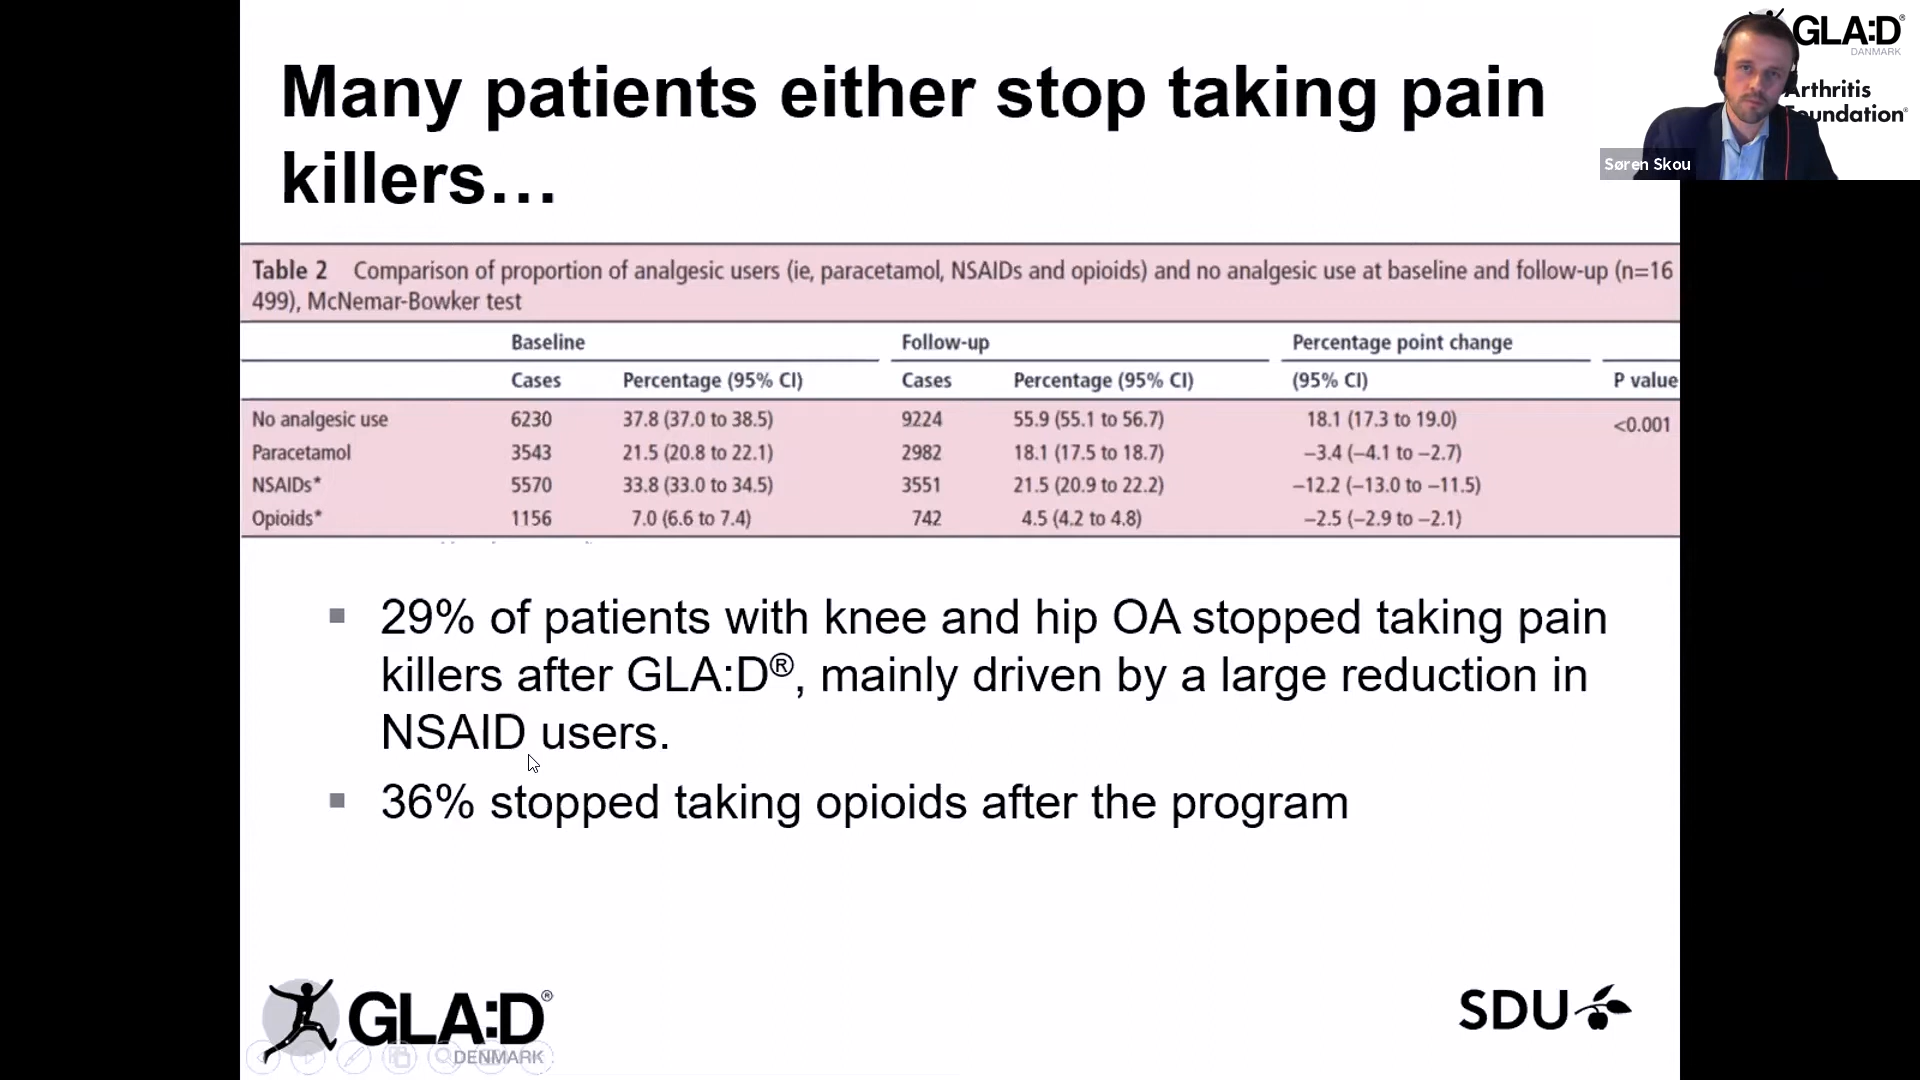 Many patients either stop taking pain
killers…
GLA:D®
DENMARK
Arthritis
Foundation®
Søren Skou
Table 2 Comparison of proportion of analgesic users (ie, paracetamol, NSAIDs and opioids) and no analgesic use at baseline and follow-up (n=16
499), McNemar-Bowker test
Baseline Follow-up Percentage point change
Cases Percentage (95% CI) Cases Percentage (95% CI) (95% CI) P value
No analgesic use 6230 37.8 (37.0 to 38.5) 9224 55.9 (55.1 to 56.7) 18.1 (17.3 to 19.0) <0.001
Paracetamol 3543 21.5 (20.8 to 22.1) 2982 18.1 (17.5 to 18.7) −3.4 (−4.1 to −2.7)
NSAIDs* 5570 33.8 (33.0 to 34.5) 3551 21.5 (20.9 to 22.2) −12.2 (−13.0 to −11.5)
Opioids* 1156 7.0 (6.6 to 7.4) 742 4.5 (4.2 to 4.8) −2.5 (−2.9 to −2.1)
▪ 29% of patients with knee and hip OA stopped taking pain
killers after GLA:D®, mainly driven by a large reduction in
NSAID users.
▪ 36% stopped taking opioids after the program
GLA:D®
DENMARK
SDU